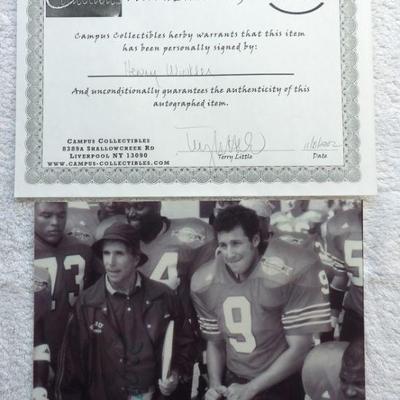 Campus Collectibles herby warrants that this item
has been personally signed by:
Henry Winkler
And unconditionally guarantees the authenticity of this
autographed item.
Campus Collectibles
8389A Shallowcreek Rd
Liverpool NY 13090
www.campus-collectibles.com
Terry Little
Date
73
9
5